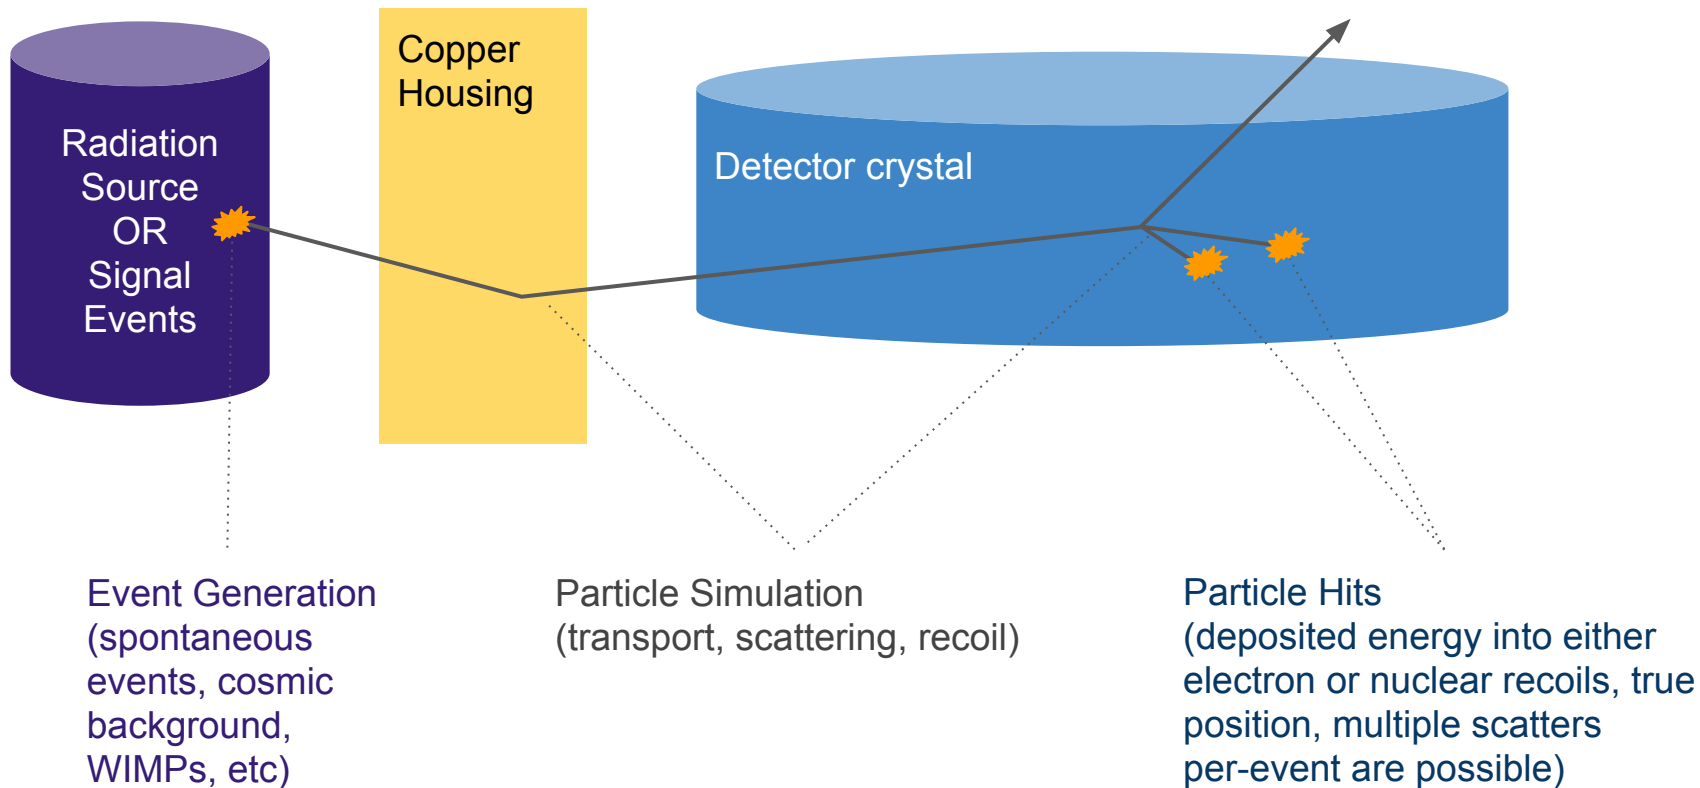 Radiation
Source
OR
Signal
Events
Copper
Housing
Detector crystal
Event Generation
(spontaneous
events, cosmic
background,
WIMPs, etc)
Particle Simulation
(transport, scattering, recoil)
Particle Hits
(deposited energy into either
electron or nuclear recoils, true
position, multiple scatters
per-event are possible)